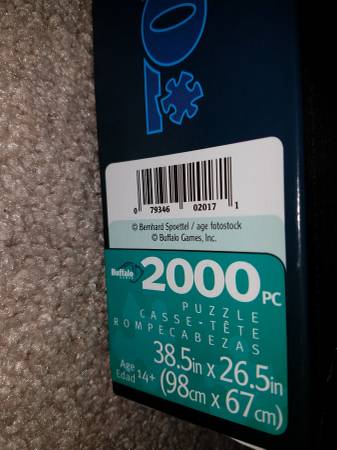 0 79346 02017 1
© Bernhard Spoettel / age fotostock
© Buffalo Games, Inc.
Buffalo
GAMES
2000 PC
PUZZLE
CASSE-TÊTE
ROMPECABEZAS
38.5in x 26.5in
Age
Edad 14+ (98cm x 67cm)